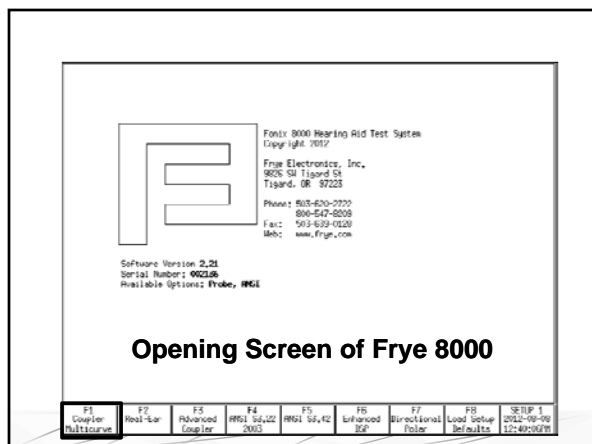 Fonix 8000 Hearing Aid Test System
Copyright 2012
Frye Electronics, Inc.
9826 SW Tigard St
Tigard, OR 97223
Phone: 503-620-2722
800-547-8209
Fax: 503-639-0128
Web: www.frye.com
Software Version 2.21
Serial Number: 002186
Available Options: Probe, ANSI
Opening Screen of Frye 8000
F1 F2 F3 F4 F5 F6 F7 F8 SETUP 1
Coupler Real-Ear Advanced ANSI S3.22 ANSI S3.42 Enhanced Directional Load Setup 2012-08-08
Multicurve Coupler 2003 DSP Polar Defaults 12:40:06PM